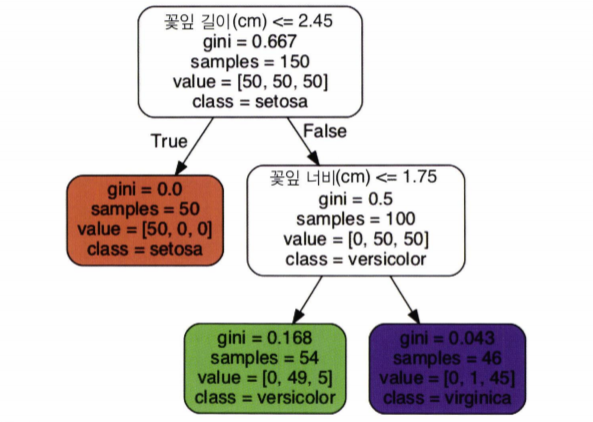 꽃잎 길이(cm) <= 2.45
gini = 0.667
samples = 150
value = [50, 50, 50]
class = setosa
True
False
gini = 0.0
samples = 50
value = [50, 0, 0]
class = setosa
꽃잎 너비(cm) <= 1.75
gini = 0.5
samples = 100
value = [0, 50, 50]
class = versicolor
gini = 0.168
samples = 54
value = [0, 49, 5]
class = versicolor
gini = 0.043
samples = 46
value = [0, 1, 45]
class = virginica